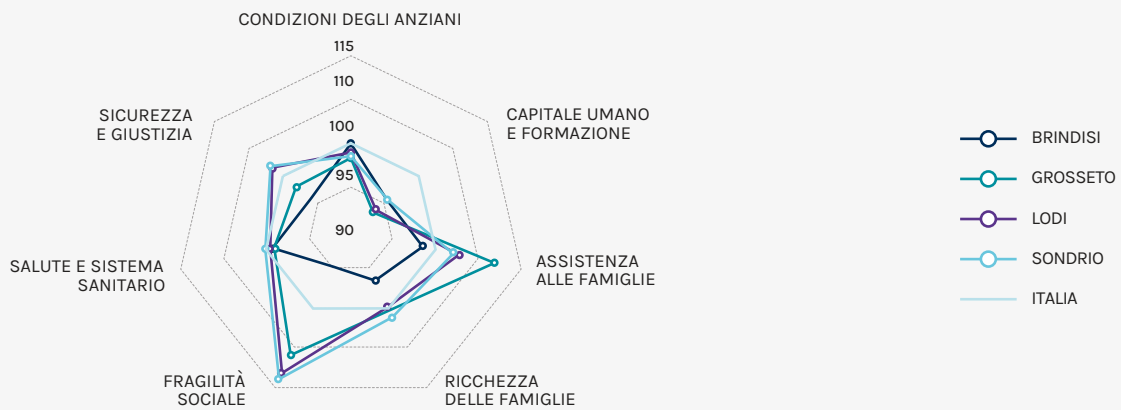 CONDIZIONI DEGLI ANZIANI
115
110
100
95
90
CAPITALE UMANO
E FORMAZIONE
ASSISTENZA
ALLE FAMIGLIE
RICCHEZZA
DELLE FAMIGLIE
FRAGILITÀ
SOCIALE
SALUTE E SISTEMA
SANITARIO
SICUREZZA
E GIUSTIZIA
BRINDISI
GROSSETO
LODI
SONDRIO
ITALIA